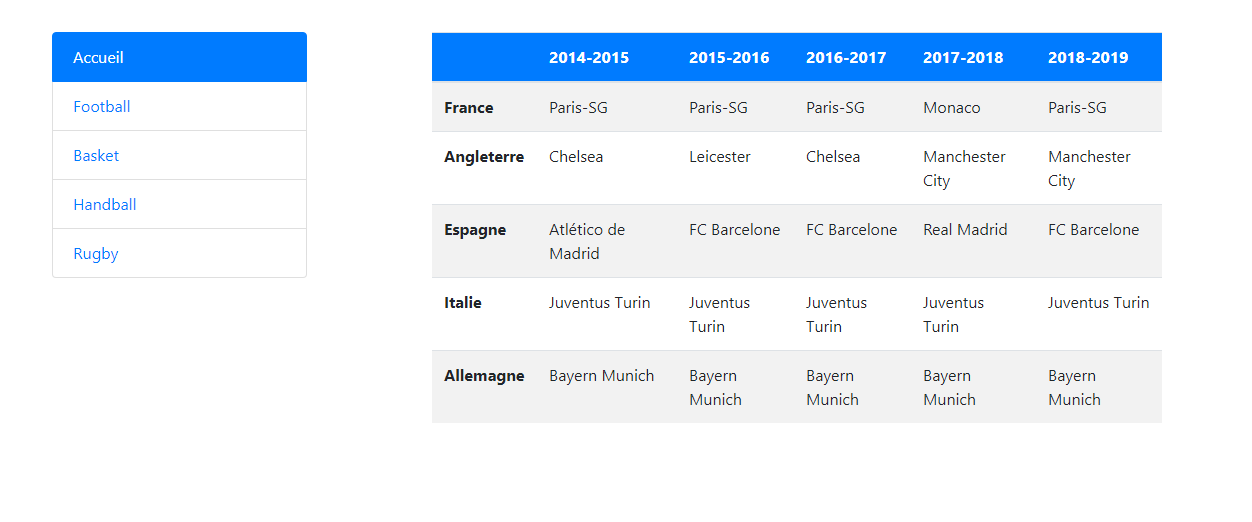 Accueil
Football
Basket
Handball
Rugby
2014-2015 2015-2016 2016-2017 2017-2018 2018-2019
France Paris-SG Paris-SG Paris-SG Monaco Paris-SG
Angleterre Chelsea Leicester Chelsea Manchester Manchester
City City
Espagne Atlético de FC Barcelone FC Barcelone Real Madrid FC Barcelone
Madrid
Italie Juventus Turin Juventus Juventus Juventus Juventus Turin
Turin Turin Turin
Allemagne Bayern Munich Bayern Bayern Bayern Bayern
Munich Munich Munich Munich